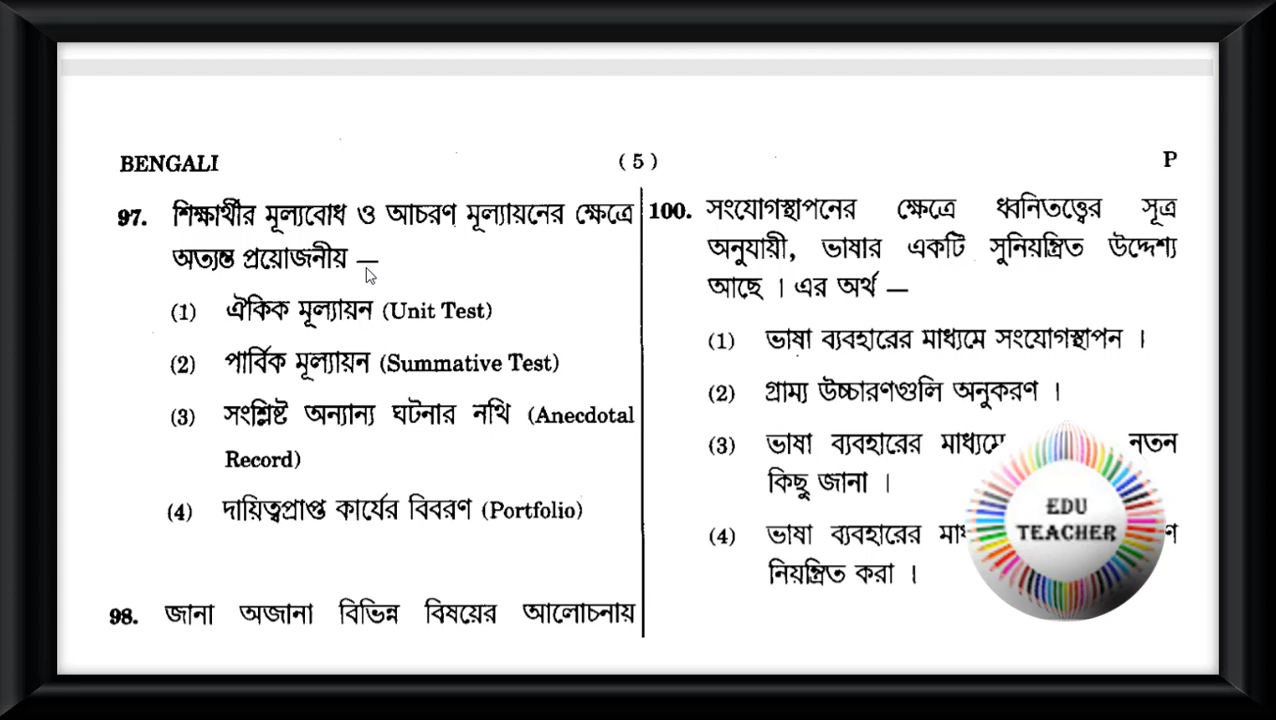 BENGALI
( 5 )
P
97. শিক্ষার্থীর মূল্যবোধ ও আচরণ মূল্যায়নের ক্ষেত্রে
অত্যন্ত প্রয়োজনীয় —
(1) ঐকিক মূল্যায়ন (Unit Test)
(2) পার্বিক মূল্যায়ন (Summative Test)
(3) সংশ্লিষ্ট অন্যান্য ঘটনার নথি (Anecdotal
Record)
(4) দায়িত্বপ্রাপ্ত কার্যের বিবরণ (Portfolio)
98. জানা অজানা বিভিন্ন বিষয়ের আলোচনায়
100. সংযোগস্থাপনের ক্ষেত্রে ধ্বনিতত্ত্বের সূত্র
অনুযায়ী, ভাষার একটি সুনিয়ন্ত্রিত উদ্দেশ্য
আছে । এর অর্থ —
(1) ভাষা ব্যবহারের মাধ্যমে সংযোগস্থাপন ।
(2) গ্রাম্য উচ্চারণগুলি অনুকরণ ।
(3) ভাষা ব্যবহারের মাধ্যমে নতন
কিছু জানা ।
(4) ভাষা ব্যবহারের
নিয়ন্ত্রিত করা ।
EDU
TEACHER